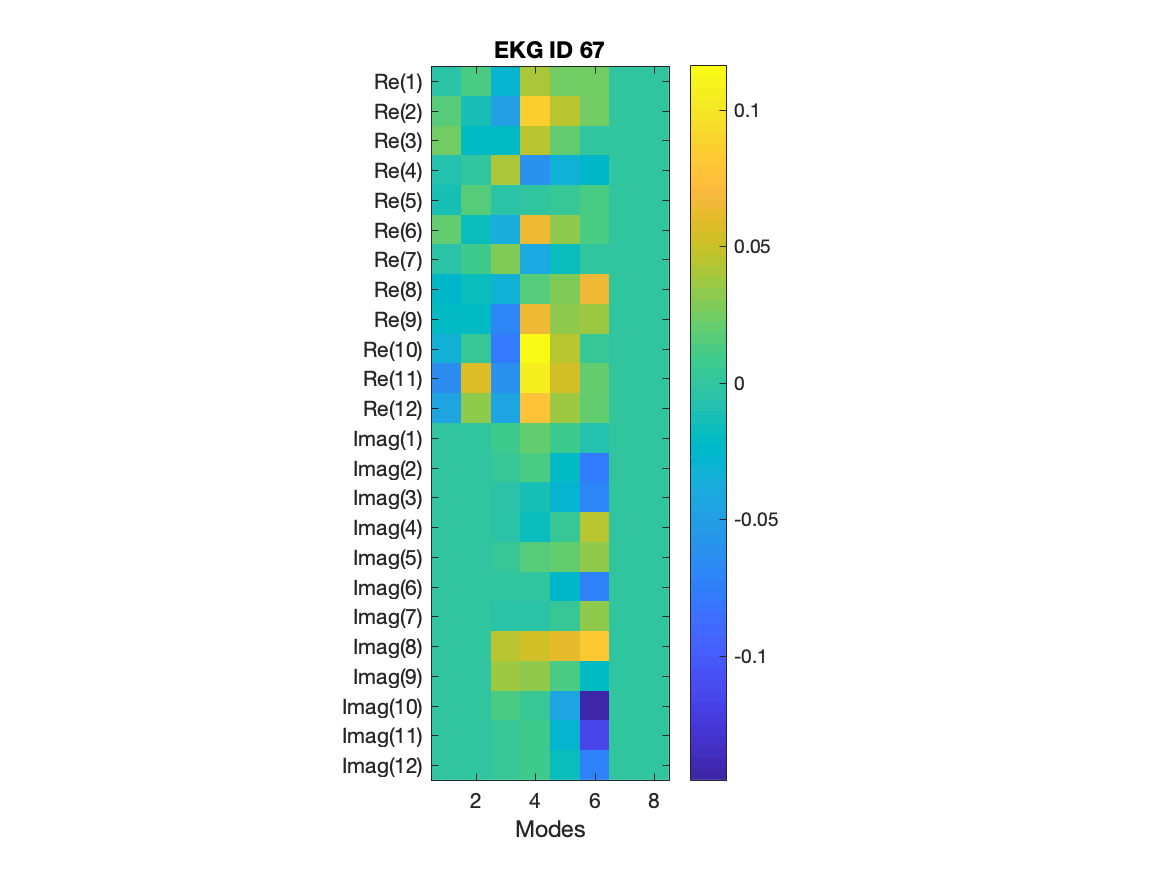 EKG ID 67
Re(1)
Re(2)
Re(3)
Re(4)
Re(5)
Re(6)
Re(7)
Re(8)
Re(9)
Re(10)
Re(11)
Re(12)
Imag(1)
Imag(2)
Imag(3)
Imag(4)
Imag(5)
Imag(6)
Imag(7)
Imag(8)
Imag(9)
Imag(10)
Imag(11)
Imag(12)
2 4 6 8
Modes
0.1
0.05
0
-0.05
-0.1